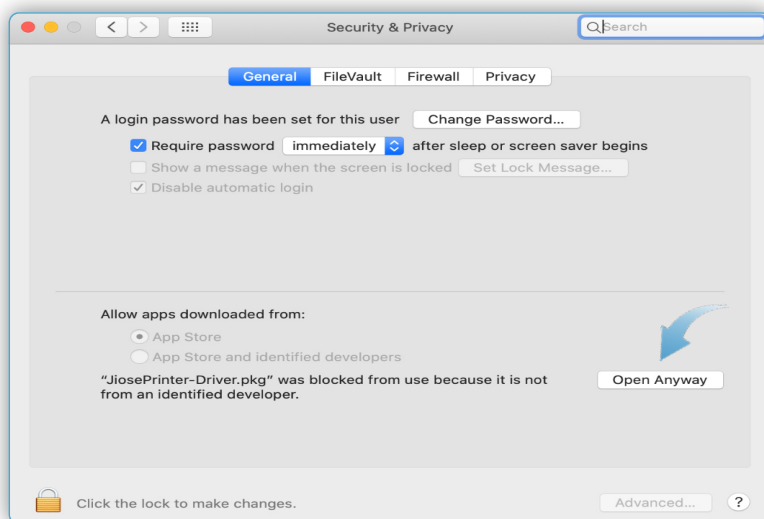 Security & Privacy
Search
General FileVault Firewall Privacy
A login password has been set for this user Change Password...
Require password immediately after sleep or screen saver begins
Show a message when the screen is locked Set Lock Message...
Disable automatic login
Allow apps downloaded from:
App Store
App Store and identified developers
“JiosePrinter-Driver.pkg” was blocked from use because it is not Open Anyway
from an identified developer.
Click the lock to make changes. Advanced... ?